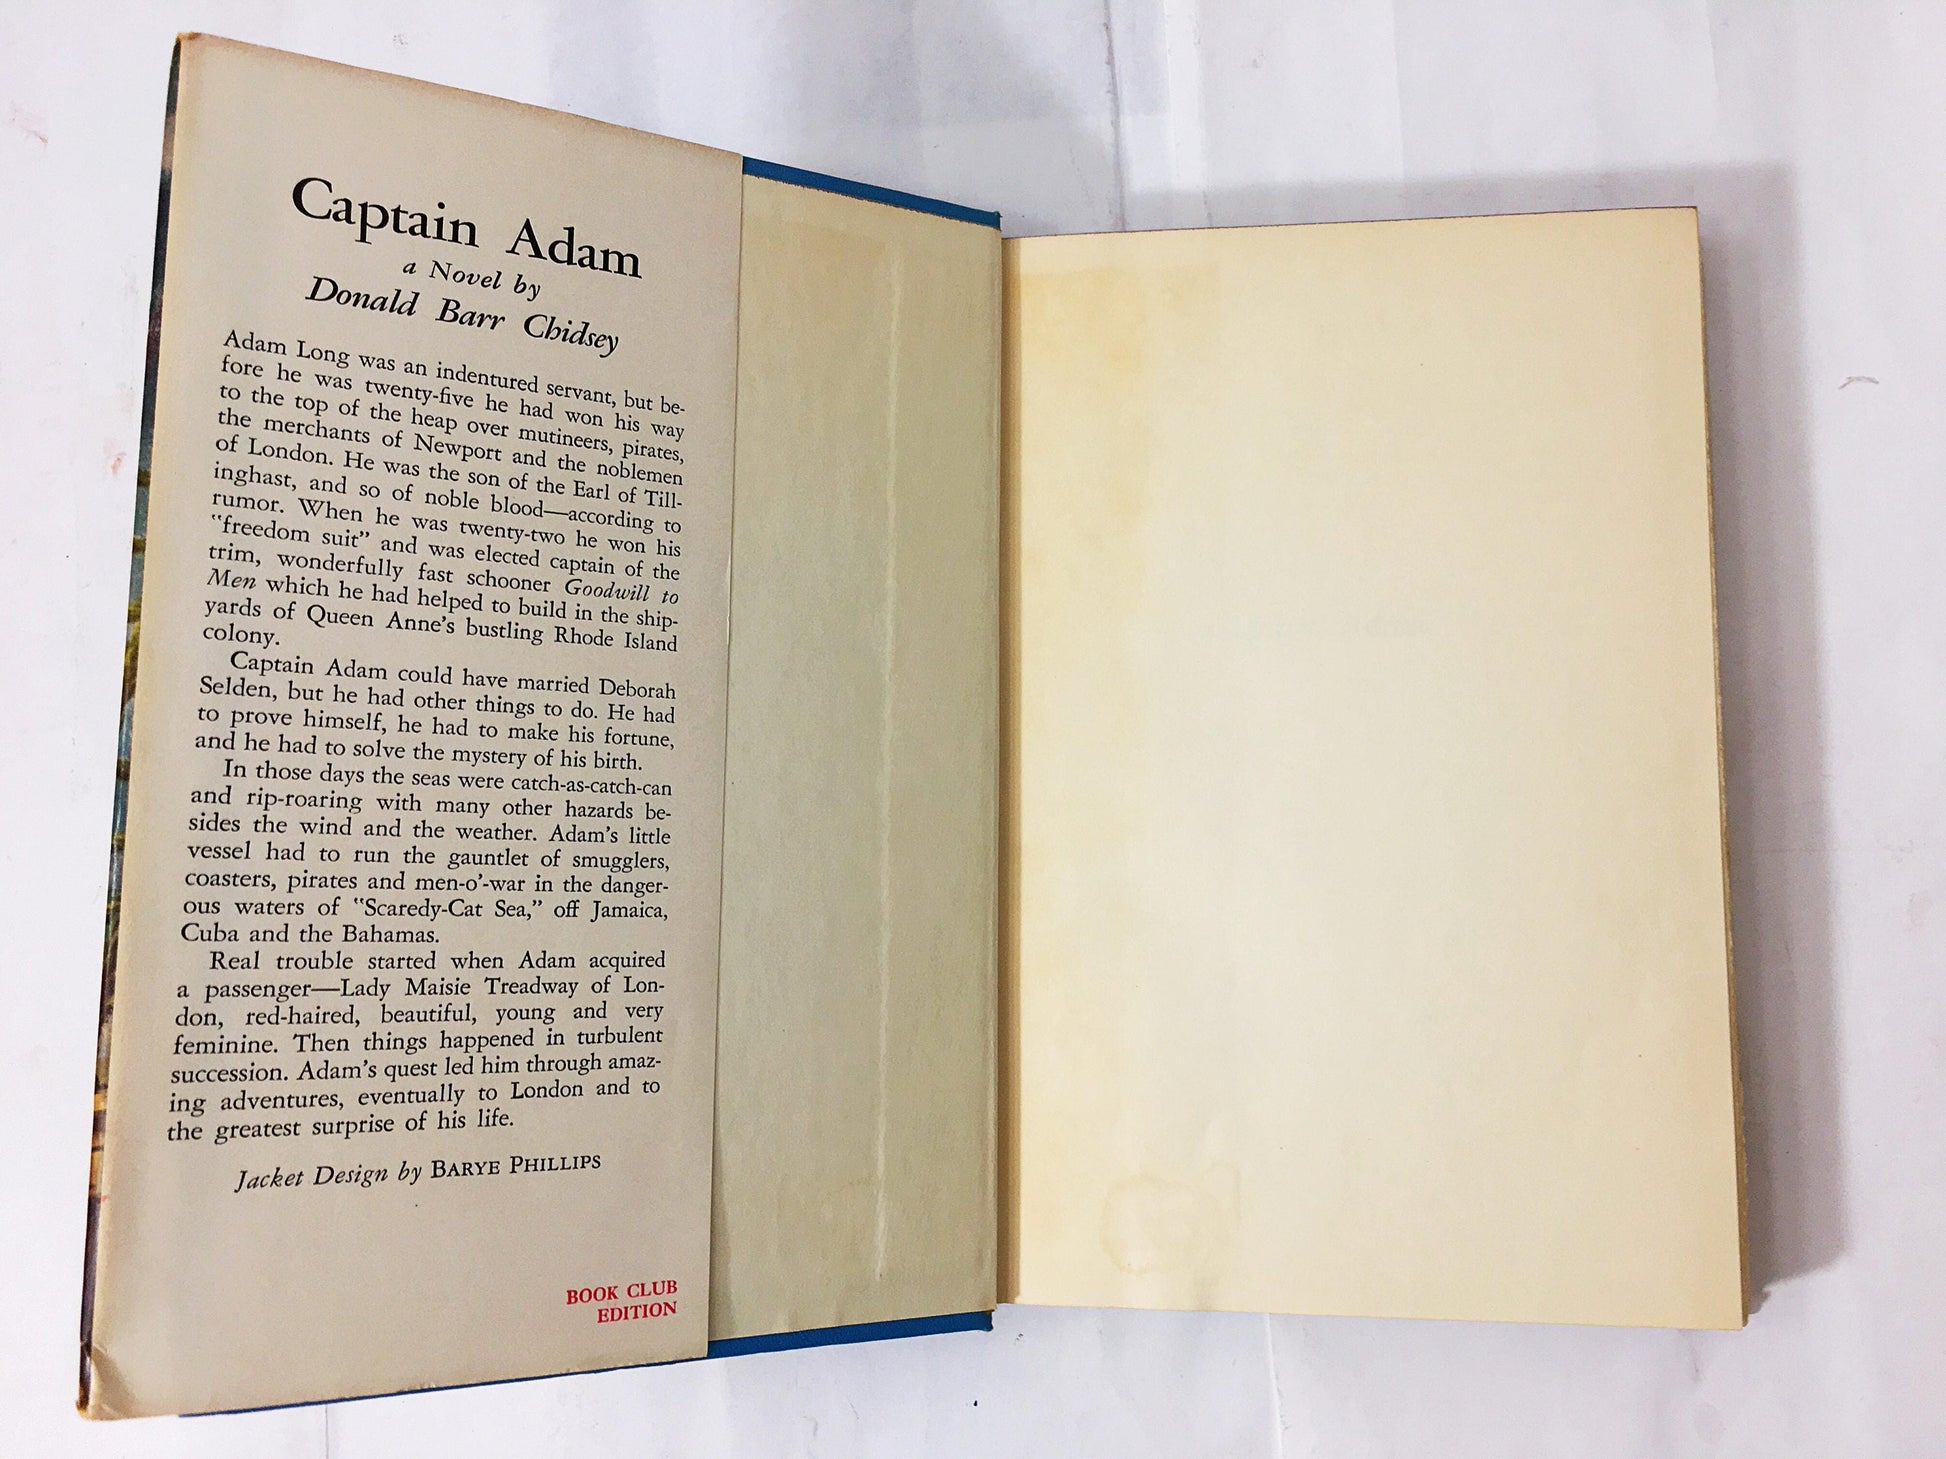 Captain Adam
a Novel by
Donald Barr Chidsey
Adam Long was an indentured servant, but be-
fore he was twenty-five he had won his way
to the top of the heap over mutineers, pirates,
the merchants of Newport and the noblemen
of London. He was the son of the Earl of Till-
inghast, and so of noble blood—according to
rumor. When he was twenty-two he won his
"freedom suit" and was elected captain of the
trim, wonderfully fast schooner Goodwill to
Men which he had helped to build in the ship-
yards of Queen Anne's bustling Rhode Island
colony.
Captain Adam could have married Deborah
Selden, but he had other things to do. He had
to prove himself, he had to make his fortune,
and he had to solve the mystery of his birth.
In those days the seas were catch-as-catch-can
and rip-roaring with many other hazards be-
sides the wind and the weather. Adam's little
vessel had to run the gauntlet of smugglers,
coasters, pirates and men-o'-war in the danger-
ous waters of "Scaredy-Cat Sea," off Jamaica,
Cuba and the Bahamas.
Real trouble started when Adam acquired
a passenger—Lady Maisie Treadway of Lon-
don, red-haired, beautiful, young and very
feminine. Then things happened in turbulent
succession. Adam's quest led him through amaz-
ing adventures, eventually to London and to
the greatest surprise of his life.
Jacket Design by BARYE PHILLIPS
BOOK CLUB
EDITION